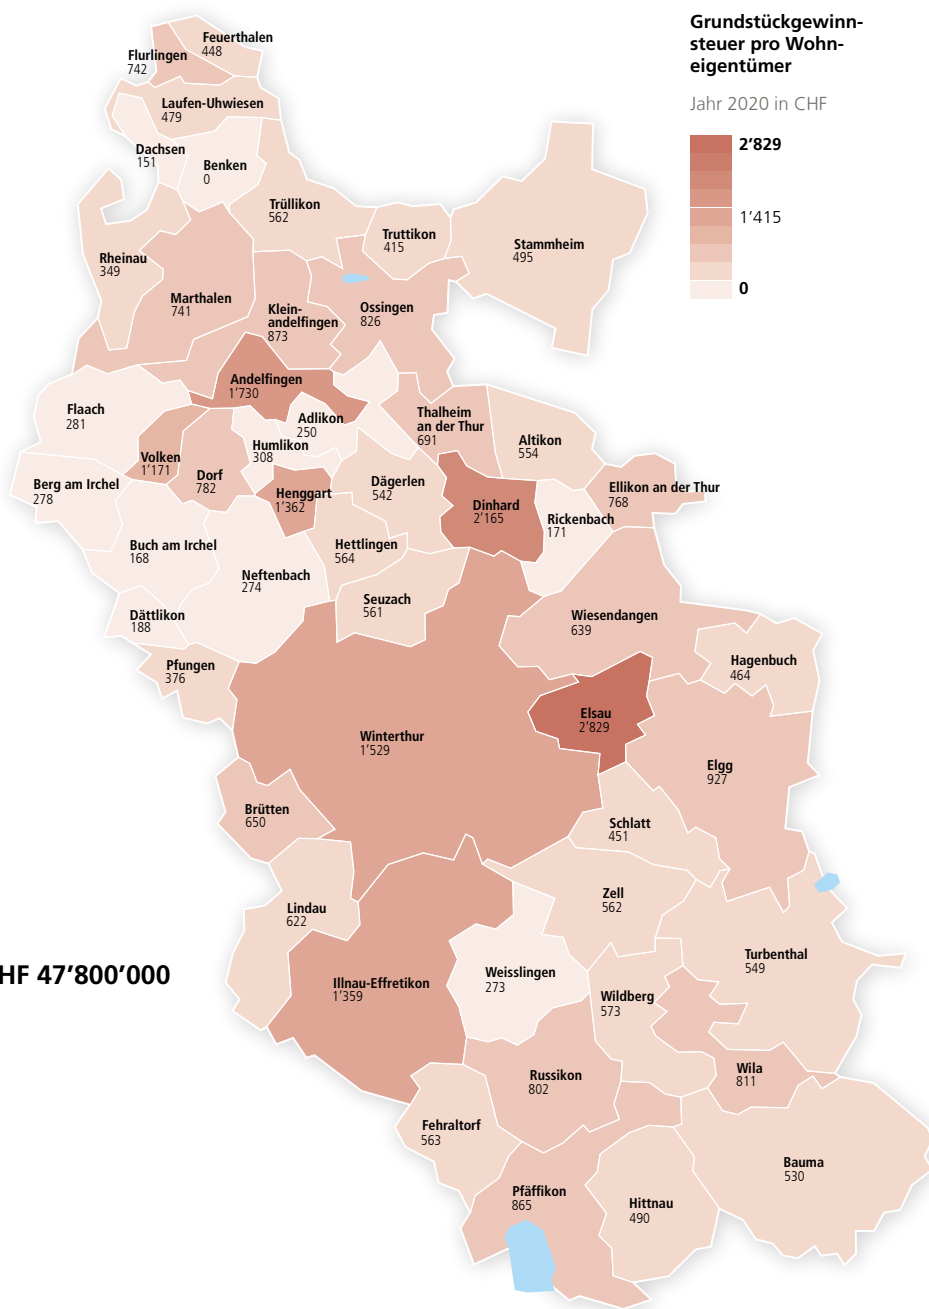 Grundstückgewinn-
steuer pro Wohn-
eigentümer
Jahr 2020 in CHF
2’829
1’415
0
Feuerthalen
448
Flurlingen
742
Laufen-Uhwiesen
479
Dachsen
151
Benken
0
Trüllikon
562
Truttikon
415
Stammheim
495
Rheinau
349
Marthalen
741
Klein-
andelfingen
873
Ossingen
826
Andelfingen
1’730
Flaach
281
Adlikon
250
Thalheim
an der Thur
691
Altikon
554
Humlikon
308
Volken
1’171
Dorf
782
Berg am Irchel
278
Henggart
1’362
Dägerlen
542
Dinhard
2’165
Ellikon an der Thur
768
Rickenbach
171
Buch am Irchel
168
Hettlingen
564
Neftenbach
274
Seuzach
561
Dättlikon
188
Wiesendangen
639
Pfungen
376
Hagenbuch
464
Elsau
2’829
Winterthur
1’529
Elgg
927
Brütten
650
Schlatt
451
Zell
562
Lindau
622
Turbenthal
549
HF 47’800’000
Illnau-Effretikon
1’359
Weisslingen
273
Wildberg
573
Russikon
802
Wila
811
Fehraltorf
563
Bauma
530
Pfäffikon
865
Hittnau
490